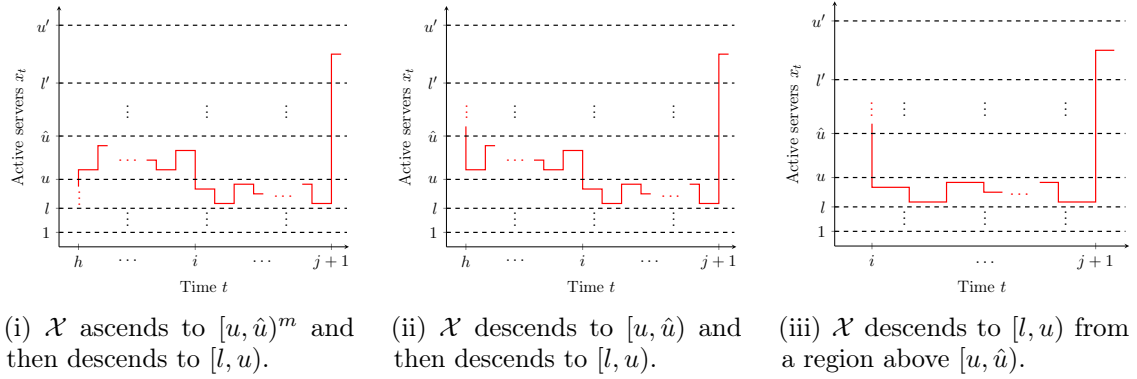 Active servers x_t
u′
l′
û
u
l
1
⋮ ⋮ ⋮
⋮ ⋮ ⋮
h ⋯ i ⋯ j + 1
Time t
(i) 𝒳 ascends to [u, û)^m and
then descends to [l, u).
Active servers x_t
u′
l′
û
u
l
1
⋮ ⋮ ⋮
⋮ ⋮ ⋮
h ⋯ i ⋯ j + 1
Time t
(ii) 𝒳 descends to [u, û) and
then descends to [l, u).
Active servers x_t
u′
l′
û
u
l
1
⋮ ⋮ ⋮
⋮ ⋮ ⋮
i ⋯ j + 1
Time t
(iii) 𝒳 descends to [l, u) from
a region above [u, û).